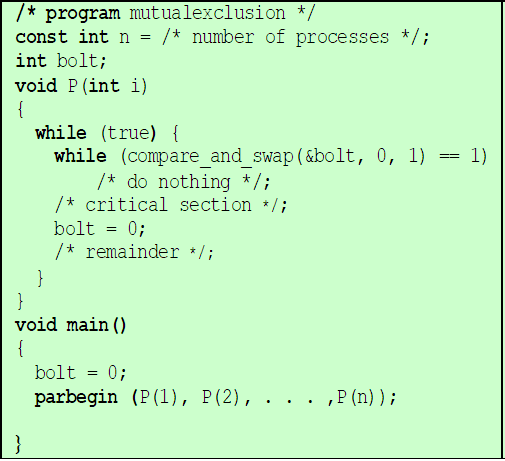 /* program mutualexclusion */
const int n = /* number of processes */;
int bolt;
void P(int i)
{
while (true) {
while (compare_and_swap(&bolt, 0, 1) == 1)
/* do nothing */;
/* critical section */;
bolt = 0;
/* remainder */;
}
}
void main()
{
bolt = 0;
parbegin (P(1), P(2), . . . ,P(n));
}